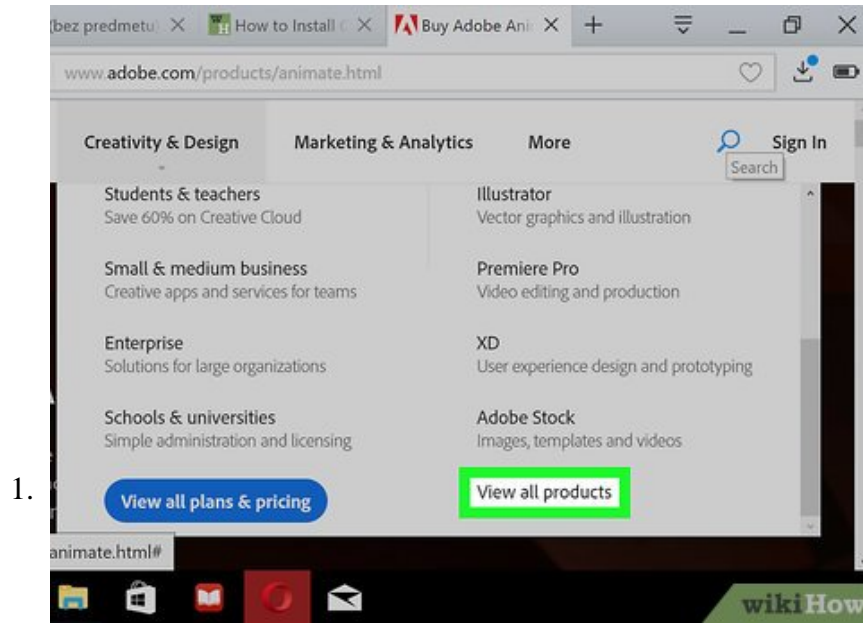 (bez predmetu)
How to Install
Buy Adobe Ani
www.adobe.com/products/animate.html
Creativity & Design
Marketing & Analytics
More
Sign In
Search
Students & teachers
Save 60% on Creative Cloud
Illustrator
Vector graphics and illustration
Small & medium business
Creative apps and services for teams
Premiere Pro
Video editing and production
Enterprise
Solutions for large organizations
XD
User experience design and prototyping
Schools & universities
Simple administration and licensing
Adobe Stock
Images, templates and videos
1.
View all plans & pricing
View all products
animate.html#
wikiHow